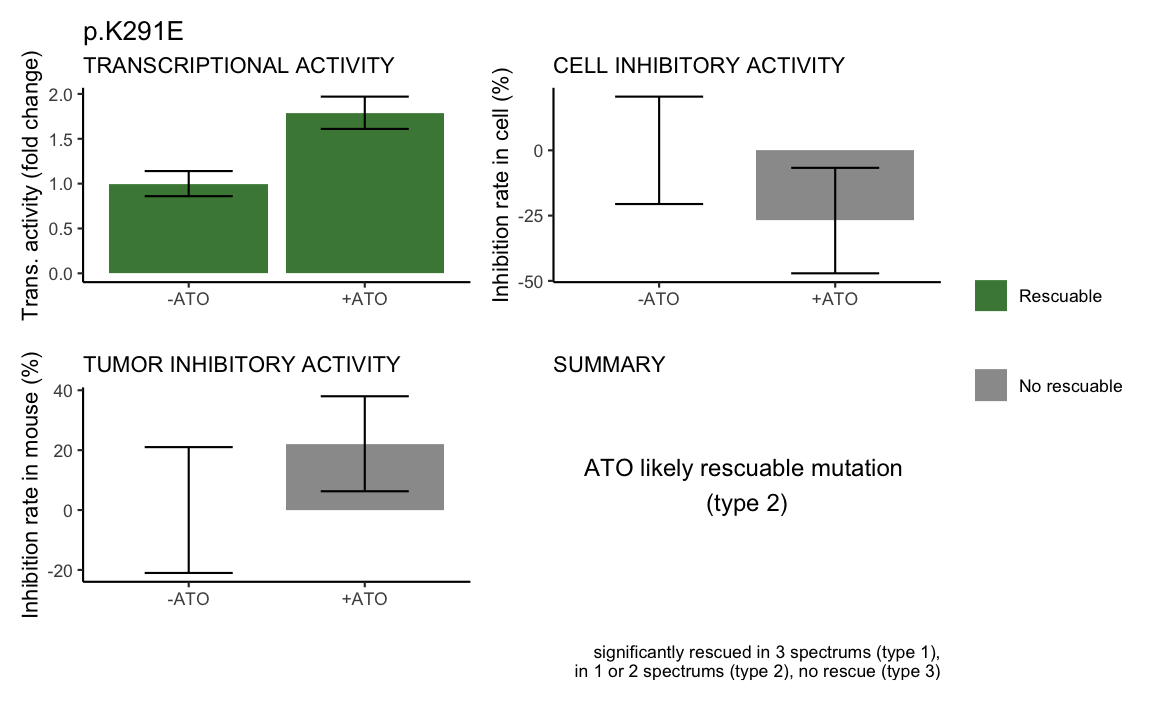 p.K291E
TRANSCRIPTIONAL ACTIVITY
Trans. activity (fold change)
2.0
1.5
1.0
0.5
0.0
-ATO
+ATO
CELL INHIBITORY ACTIVITY
Inhibition rate in cell (%)
0
-25
-50
-ATO
+ATO
Rescuable
No rescuable
TUMOR INHIBITORY ACTIVITY
Inhibition rate in mouse (%)
40
20
0
-20
-ATO
+ATO
SUMMARY
ATO likely rescuable mutation
(type 2)
significantly rescued in 3 spectrums (type 1),
in 1 or 2 spectrums (type 2), no rescue (type 3)